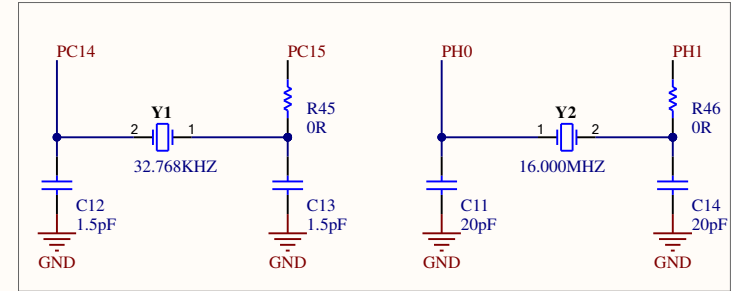 PC14
PC15
PH0
PH1
R45
0R
R46
0R
Y1
Y2
2
1
1
2
32.768KHZ
16.000MHZ
C12
1.5pF
C13
1.5pF
C11
20pF
C14
20pF
GND
GND
GND
GND